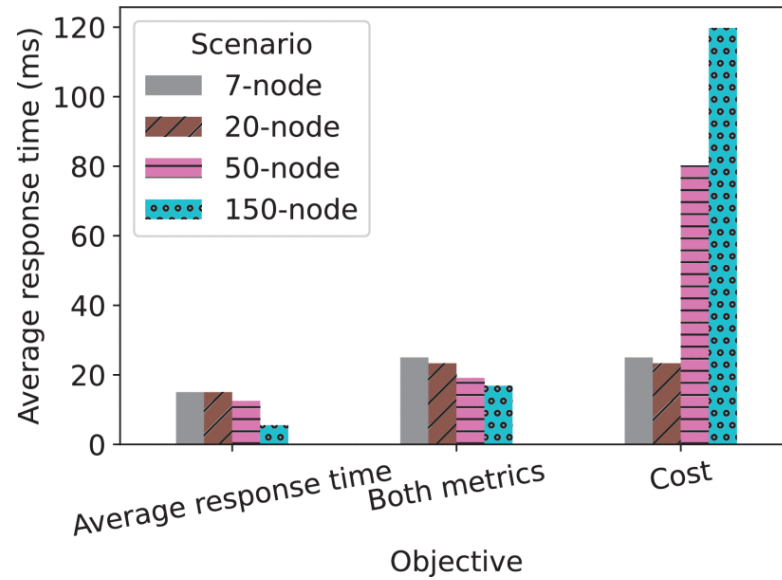 Average response time (ms)
120
100
80
60
40
20
0
Scenario
7-node
20-node
50-node
150-node
Average response time
Both metrics
Cost
Objective